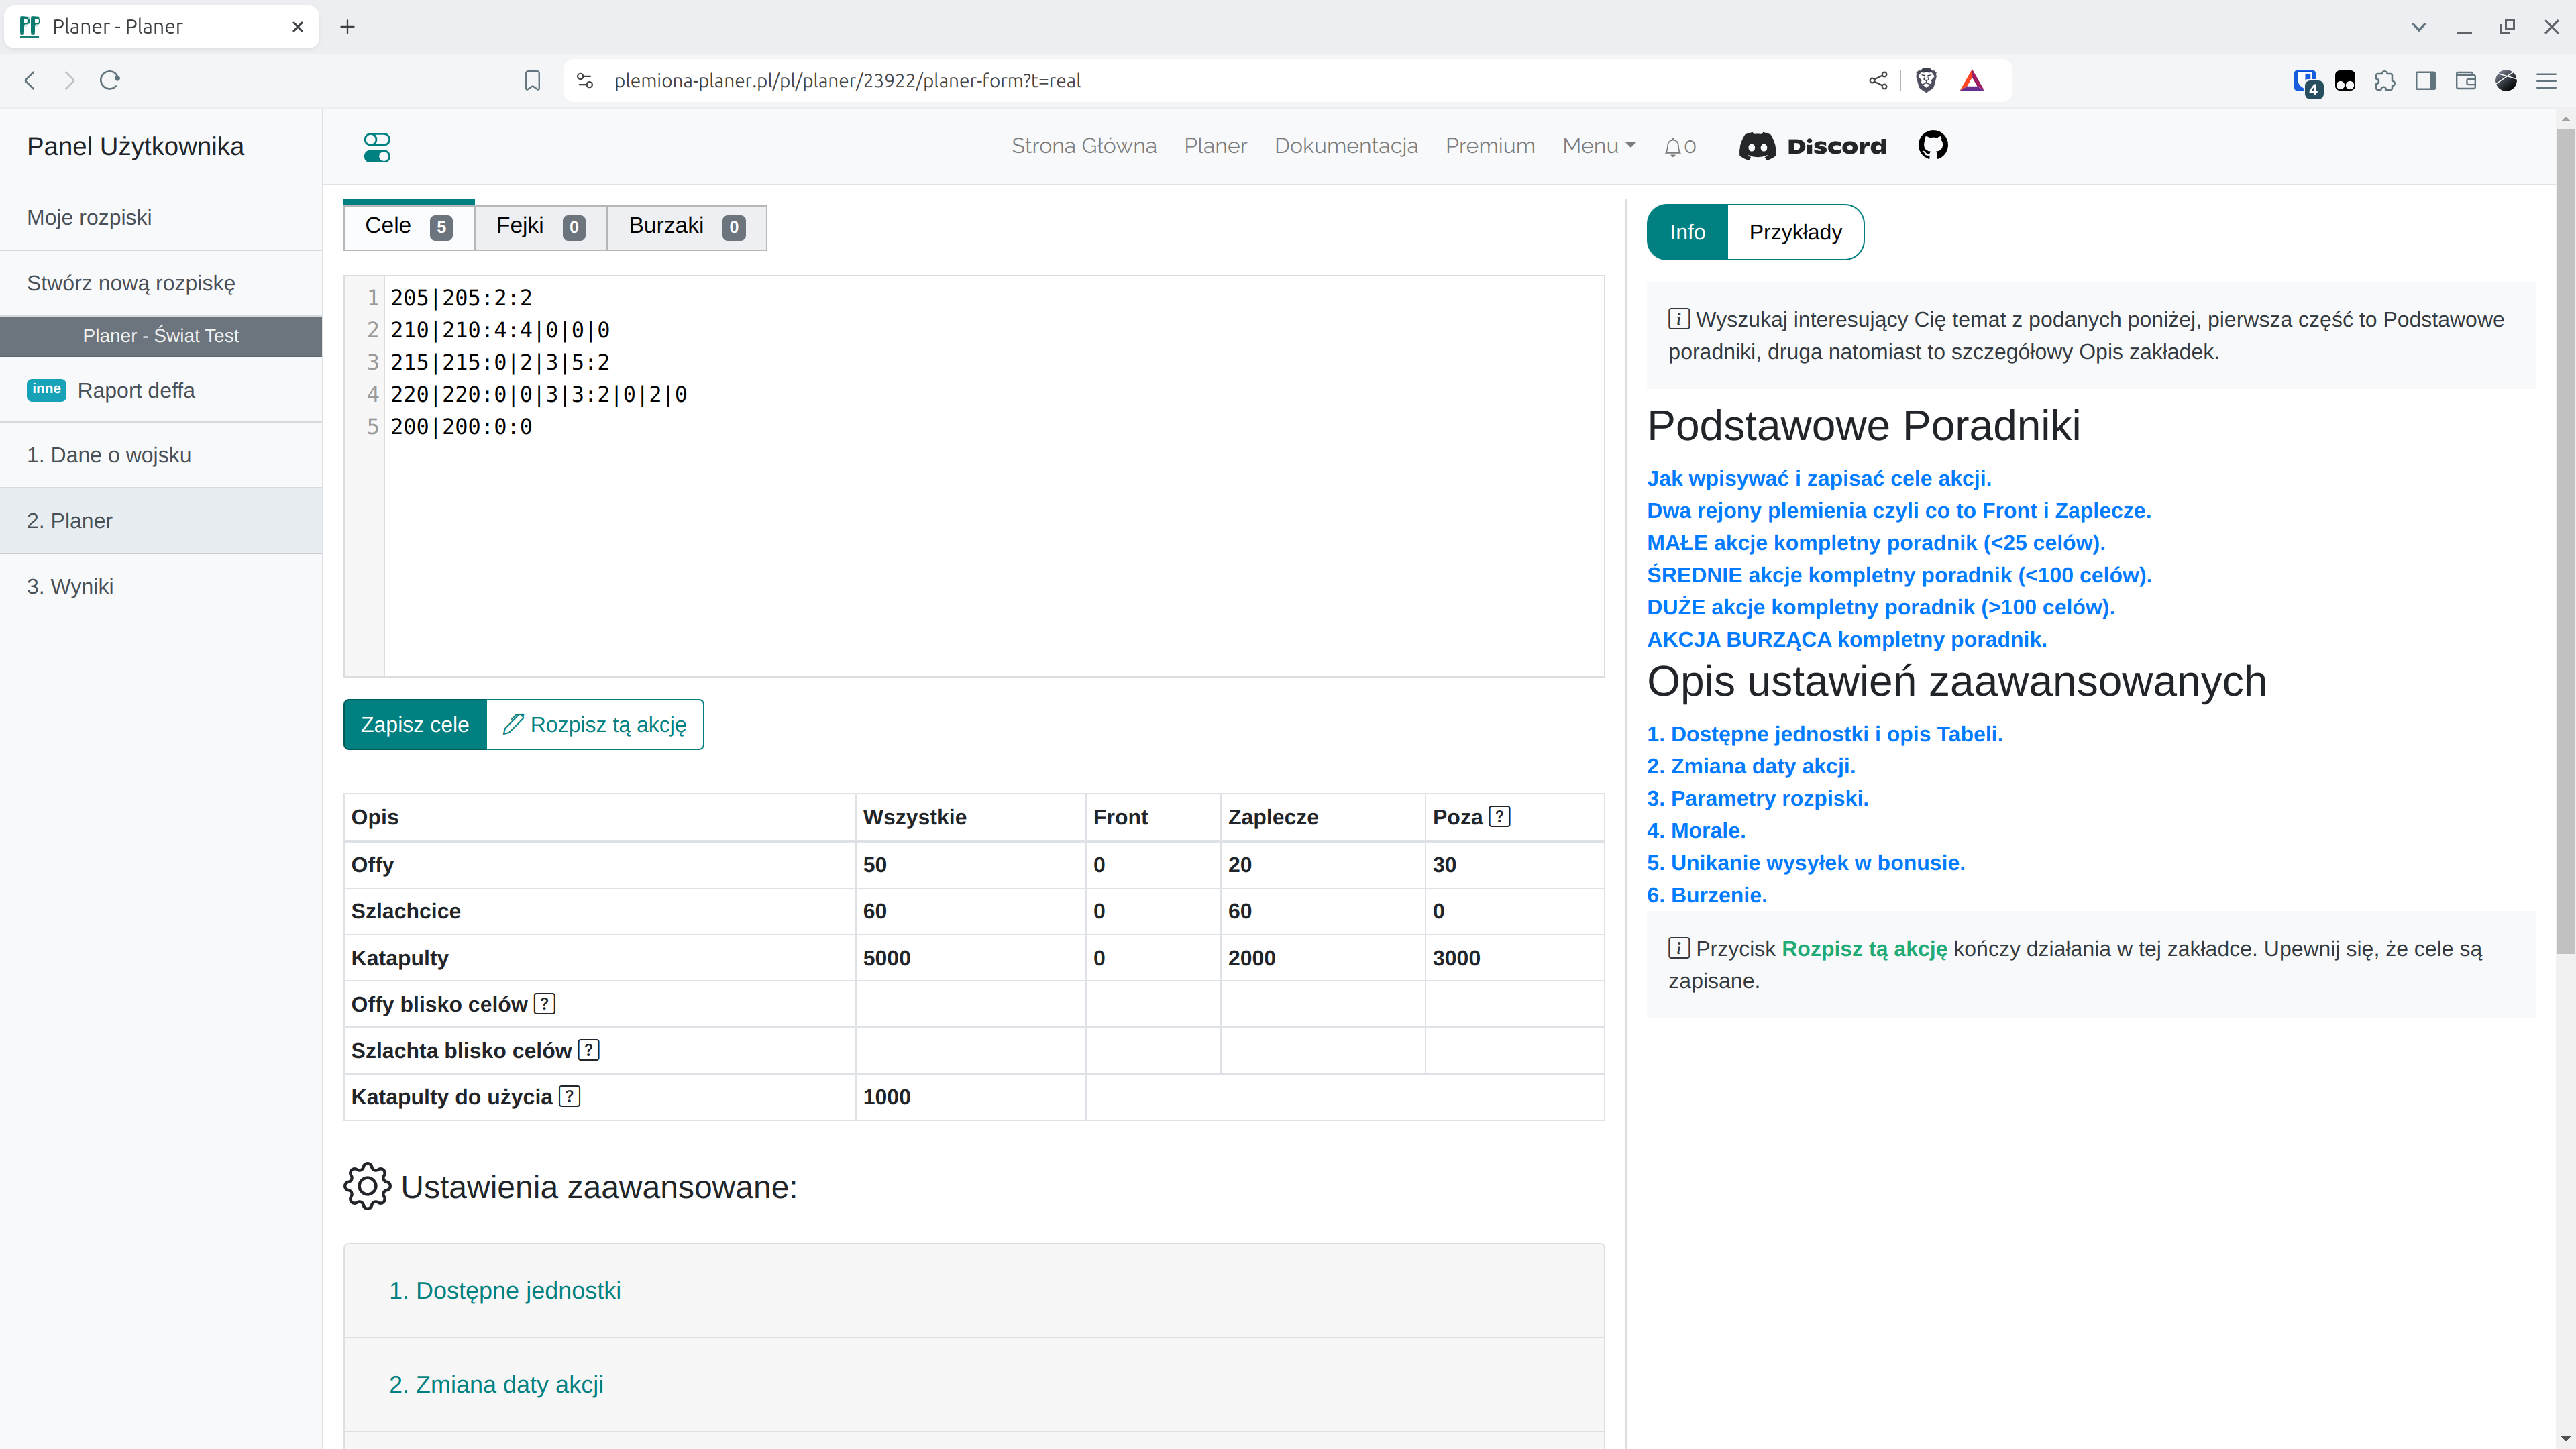 Planer - Planer
plemiona-planer.pl/pl/planer/23922/planer-form?t=real
4
Panel Użytkownika
Moje rozpiski
Stwórz nową rozpiskę
Planer - Świat Test
inne Raport deffa
1. Dane o wojsku
2. Planer
3. Wyniki
Strona Główna Planer Dokumentacja Premium Menu 0 Discord
Cele 5 Fejki 0 Burzaki 0
1 205|205:2:2
2 210|210:4:4|0|0|0
3 215|215:0|2|3|5:2
4 220|220:0|0|3|3:2|0|2|0
5 200|200:0:0
Zapisz cele Rozpisz tą akcję
Opis Wszystkie Front Zaplecze Poza ?
Offy 50 0 20 30
Szlachcice 60 0 60 0
Katapulty 5000 0 2000 3000
Offy blisko celów ?
Szlachta blisko celów ?
Katapulty do użycia ? 1000
Ustawienia zaawansowane:
1. Dostępne jednostki
2. Zmiana daty akcji
Info Przykłady
i Wyszukaj interesujący Cię temat z podanych poniżej, pierwsza część to Podstawowe
poradniki, druga natomiast to szczegółowy Opis zakładek.
Podstawowe Poradniki
Jak wpisywać i zapisać cele akcji.
Dwa rejony plemienia czyli co to Front i Zaplecze.
MAŁE akcje kompletny poradnik (<25 celów).
ŚREDNIE akcje kompletny poradnik (<100 celów).
DUŻE akcje kompletny poradnik (>100 celów).
AKCJA BURZĄCA kompletny poradnik.
Opis ustawień zaawansowanych
1. Dostępne jednostki i opis Tabeli.
2. Zmiana daty akcji.
3. Parametry rozpiski.
4. Morale.
5. Unikanie wysyłek w bonusie.
6. Burzenie.
i Przycisk Rozpisz tą akcję kończy działania w tej zakładce. Upewnij się, że cele są
zapisane.